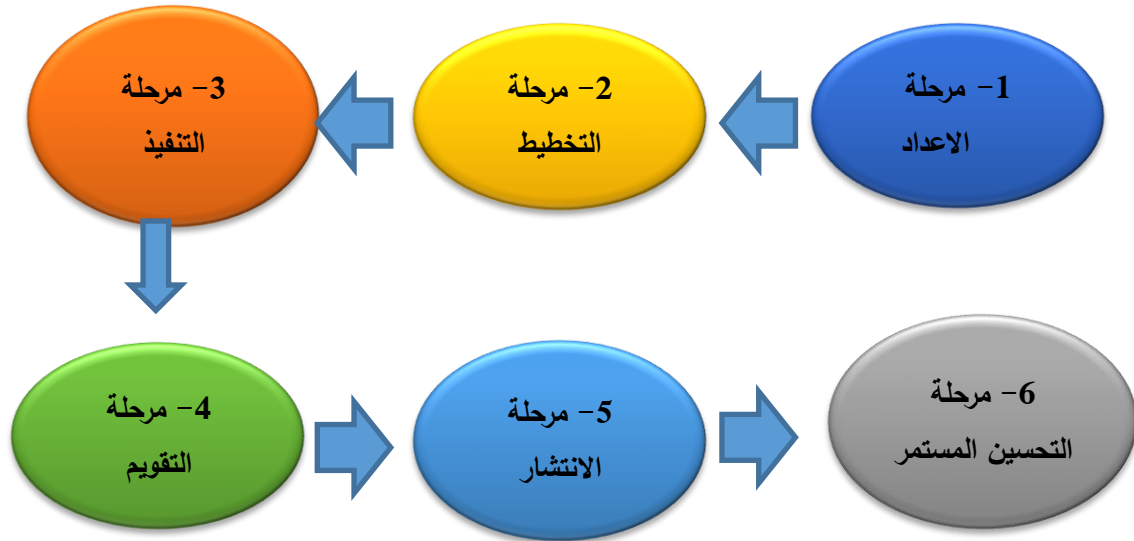 1- مرحلة
الاعداد
2- مرحلة
التخطيط
3- مرحلة
التنفيذ
4- مرحلة
التقويم
5- مرحلة
الانتشار
6- مرحلة
التحسين المستمر